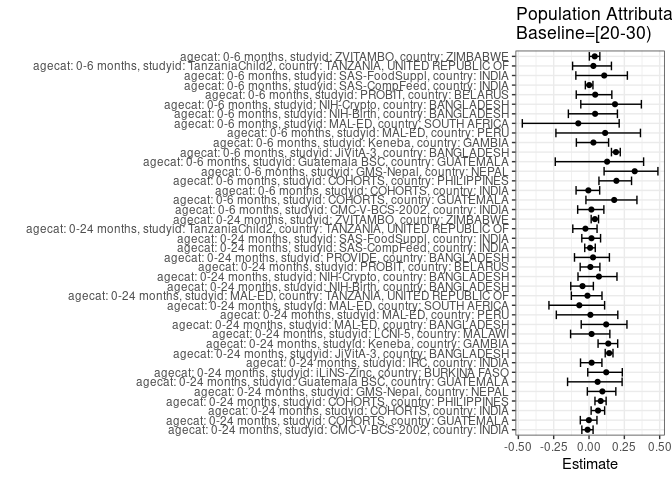 Population Attributa
Baseline=[20-30)
agecat: 0-6 months, studyid: ZVITAMBO, country: ZIMBABWE
agecat: 0-6 months, studyid: TanzaniaChild2, country: TANZANIA, UNITED REPUBLIC OF
agecat: 0-6 months, studyid: SAS-FoodSuppl, country: INDIA
agecat: 0-6 months, studyid: SAS-CompFeed, country: INDIA
agecat: 0-6 months, studyid: PROBIT, country: BELARUS
agecat: 0-6 months, studyid: NIH-Crypto, country: BANGLADESH
agecat: 0-6 months, studyid: NIH-Birth, country: BANGLADESH
agecat: 0-6 months, studyid: MAL-ED, country: SOUTH AFRICA
agecat: 0-6 months, studyid: MAL-ED, country: PERU
agecat: 0-6 months, studyid: Keneba, country: GAMBIA
agecat: 0-6 months, studyid: JiVitA-3, country: BANGLADESH
agecat: 0-6 months, studyid: Guatemala BSC, country: GUATEMALA
agecat: 0-6 months, studyid: GMS-Nepal, country: NEPAL
agecat: 0-6 months, studyid: COHORTS, country: PHILIPPINES
agecat: 0-6 months, studyid: COHORTS, country: INDIA
agecat: 0-6 months, studyid: COHORTS, country: GUATEMALA
agecat: 0-6 months, studyid: CMC-V-BCS-2002, country: INDIA
agecat: 0-24 months, studyid: ZVITAMBO, country: ZIMBABWE
agecat: 0-24 months, studyid: TanzaniaChild2, country: TANZANIA, UNITED REPUBLIC OF
agecat: 0-24 months, studyid: SAS-FoodSuppl, country: INDIA
agecat: 0-24 months, studyid: SAS-CompFeed, country: INDIA
agecat: 0-24 months, studyid: PROVIDE, country: BANGLADESH
agecat: 0-24 months, studyid: PROBIT, country: BELARUS
agecat: 0-24 months, studyid: NIH-Crypto, country: BANGLADESH
agecat: 0-24 months, studyid: NIH-Birth, country: BANGLADESH
agecat: 0-24 months, studyid: MAL-ED, country: TANZANIA, UNITED REPUBLIC OF
agecat: 0-24 months, studyid: MAL-ED, country: SOUTH AFRICA
agecat: 0-24 months, studyid: MAL-ED, country: PERU
agecat: 0-24 months, studyid: MAL-ED, country: BANGLADESH
agecat: 0-24 months, studyid: LCNI-5, country: MALAWI
agecat: 0-24 months, studyid: Keneba, country: GAMBIA
agecat: 0-24 months, studyid: JiVitA-3, country: BANGLADESH
agecat: 0-24 months, studyid: IRC, country: INDIA
agecat: 0-24 months, studyid: iLiNS-Zinc, country: BURKINA FASO
agecat: 0-24 months, studyid: Guatemala BSC, country: GUATEMALA
agecat: 0-24 months, studyid: GMS-Nepal, country: NEPAL
agecat: 0-24 months, studyid: COHORTS, country: PHILIPPINES
agecat: 0-24 months, studyid: COHORTS, country: INDIA
agecat: 0-24 months, studyid: COHORTS, country: GUATEMALA
agecat: 0-24 months, studyid: CMC-V-BCS-2002, country: INDIA
-0.50 -0.25 0.00 0.25 0.50
Estimate